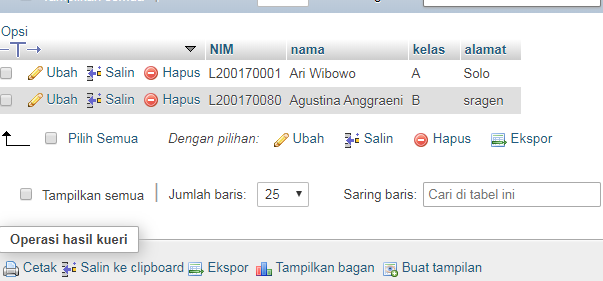 Opsi
NIM nama kelas alamat
Ubah Salin Hapus L200170001 Ari Wibowo A Solo
Ubah Salin Hapus L200170080 Agustina Anggraeni B sragen
Pilih Semua Dengan pilihan: Ubah Salin Hapus Ekspor
Tampilkan semua Jumlah baris: 25 Saring baris: Cari di tabel ini
Operasi hasil kueri
Cetak Salin ke clipboard Ekspor Tampilkan bagan Buat tampilan